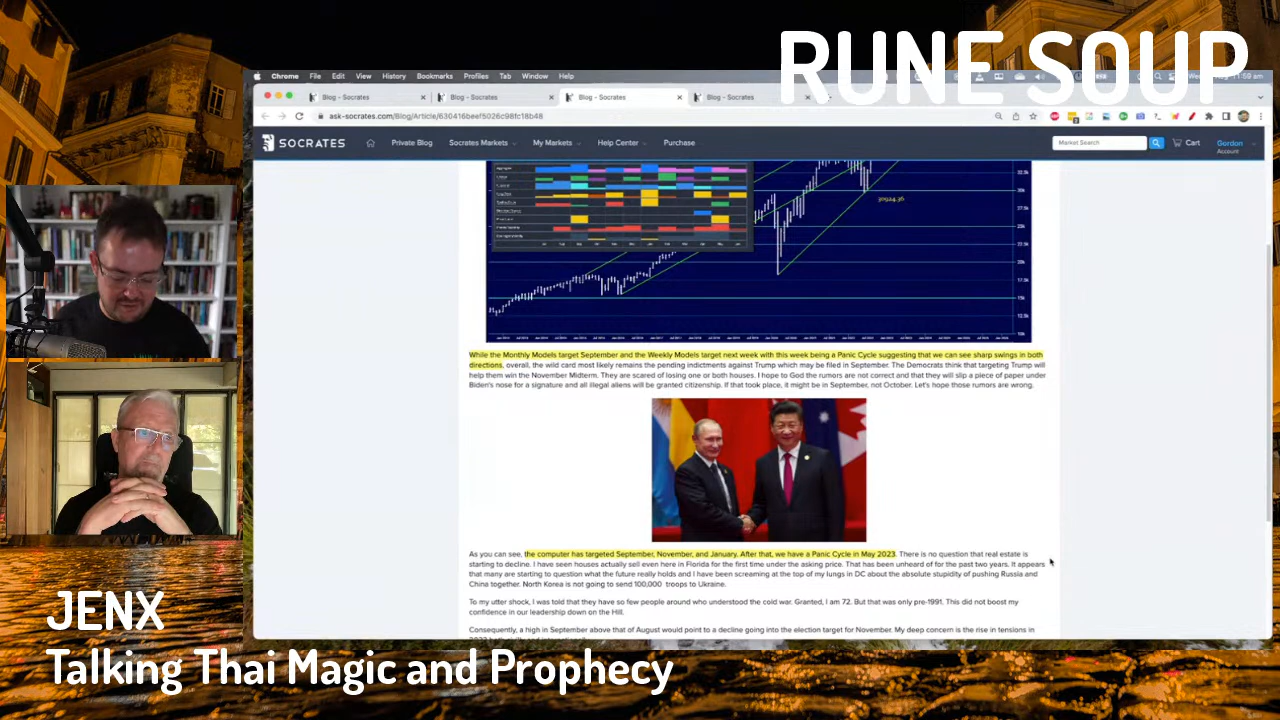 RUNE SOUP
Chrome File Edit View History Bookmarks Profiles Tab Window Help
Blog - Socrates
Blog - Socrates
Blog - Socrates
Blog - Socrates
ask-socrates.com/Blog/Article/630416beef5026c98fc18b48
SOCRATES Private Blog Socrates Markets My Markets Help Center Purchase Market Search Cart Gordon
Account
30924.36
While the Monthly Models target September and the Weekly Models target next week with this week being a Panic Cycle suggesting that we can see sharp swings in both
directions, overall, the wild card most likely remains the pending indictments against Trump which may be filed in September. The Democrats think that targeting Trump will
help them win the November Midterm. They are scared of losing one or both houses. I hope to God the rumors are not correct and that they will slip a piece of paper under
Biden's nose for a signature and all illegal aliens will be granted citizenship. If that took place, it might be in September, not October. Let's hope those rumors are wrong.
As you can see, the computer has targeted September, November, and January. After that, we have a Panic Cycle in May 2023. There is no question that real estate is
starting to decline. I have seen houses actually sell even here in Florida for the first time under the asking price. That has been unheard of for the past two years. It appears
that many are starting to question what the future really holds and I have been screaming at the top of my lungs in DC about the absolute stupidity of pushing Russia and
China together. North Korea is not going to send 100,000 troops to Ukraine.
To my utter shock, I was told that they have so few people around who understood the cold war. Granted, I am 72. But that was only pre-1991. This did not boost my
confidence in our leadership down on the Hill.
Consequently, a high in September above that of August would point to a decline going into the election target for November. My deep concern is the rise in tensions in
JENX
Talking Thai Magic and Prophecy